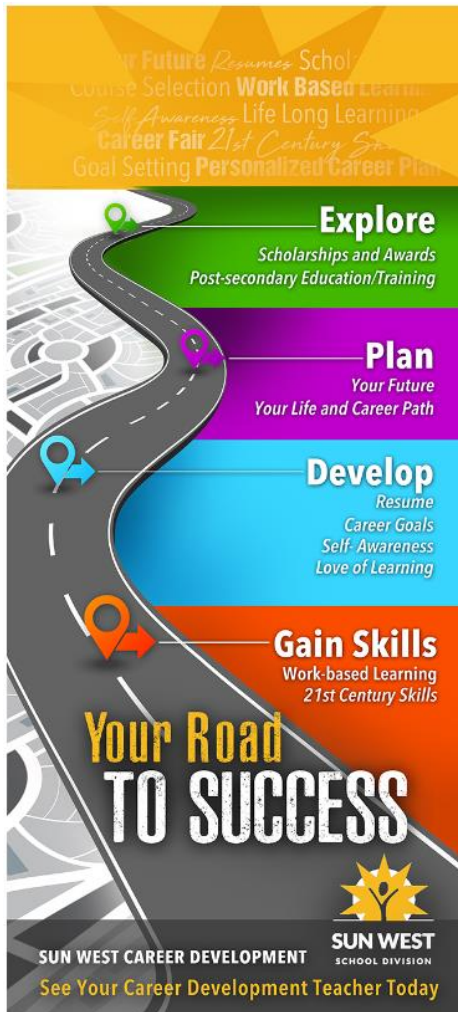 Future Resumes
Course Selection Work Based
Self-Awareness Life Long Learning
Career Fair 21st Century
Goal Setting Personalized Career Plan
Explore
Scholarships and Awards
Post-secondary Education/Training
Plan
Your Future
Your Life and Career Path
Develop
Resume
Career Goals
Self- Awareness
Love of Learning
Gain Skills
Work-based Learning
21st Century Skills
Your Road
TO SUCCESS
SUN WEST
SCHOOL DIVISION
SUN WEST CAREER DEVELOPMENT
See Your Career Development Teacher Today